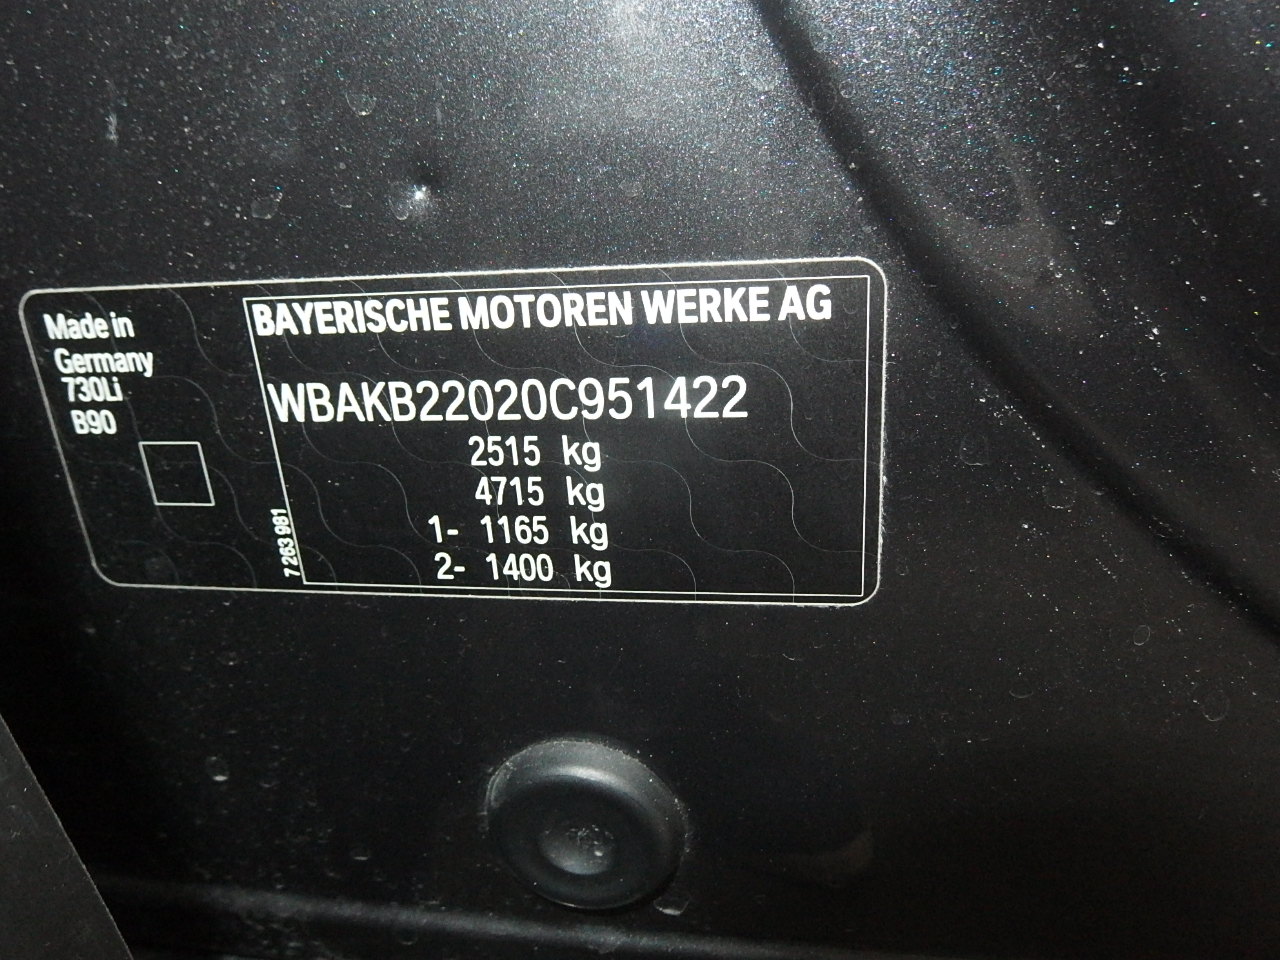 Made in
Germany
730Li
B90
7 263 981
BAYERISCHE MOTOREN WERKE AG
WBAKB22020C951422
2515 kg
4715 kg
1- 1165 kg
2- 1400 kg